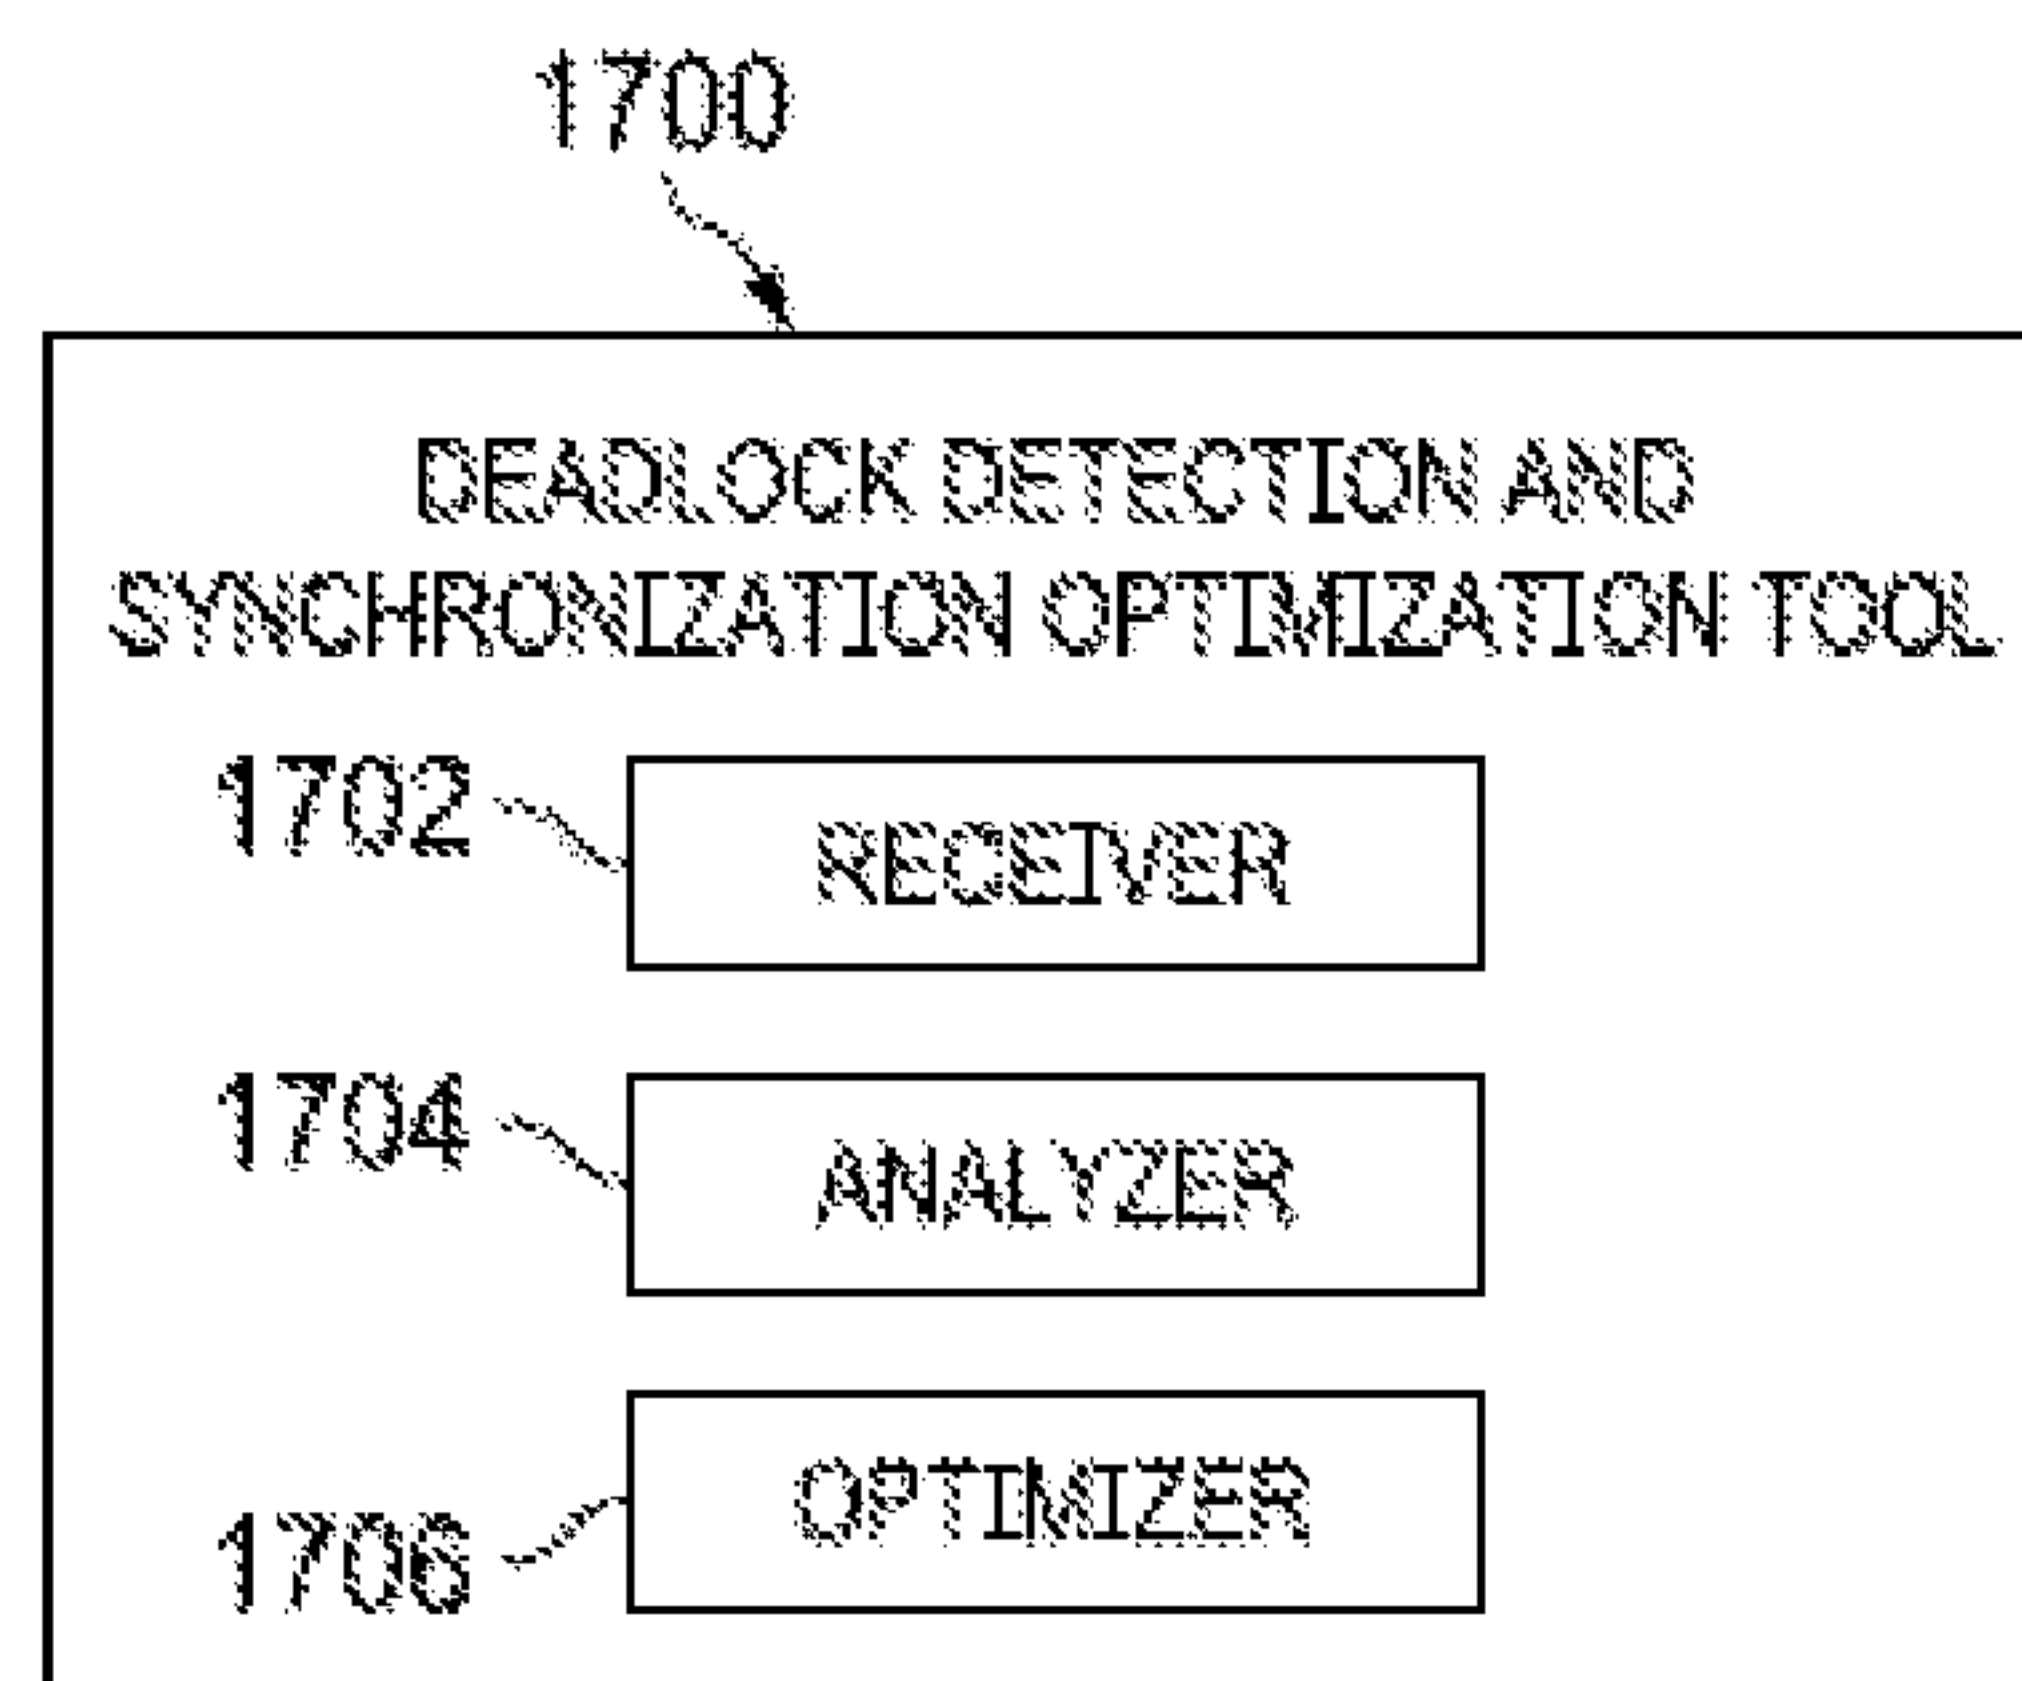 1700
DEADLOCK DETECTION AND
SYNCHRONIZATION OPTIMIZATION TOOL
1702
RECEIVER
1704
ANALYZER
OPTIMIZER
1706